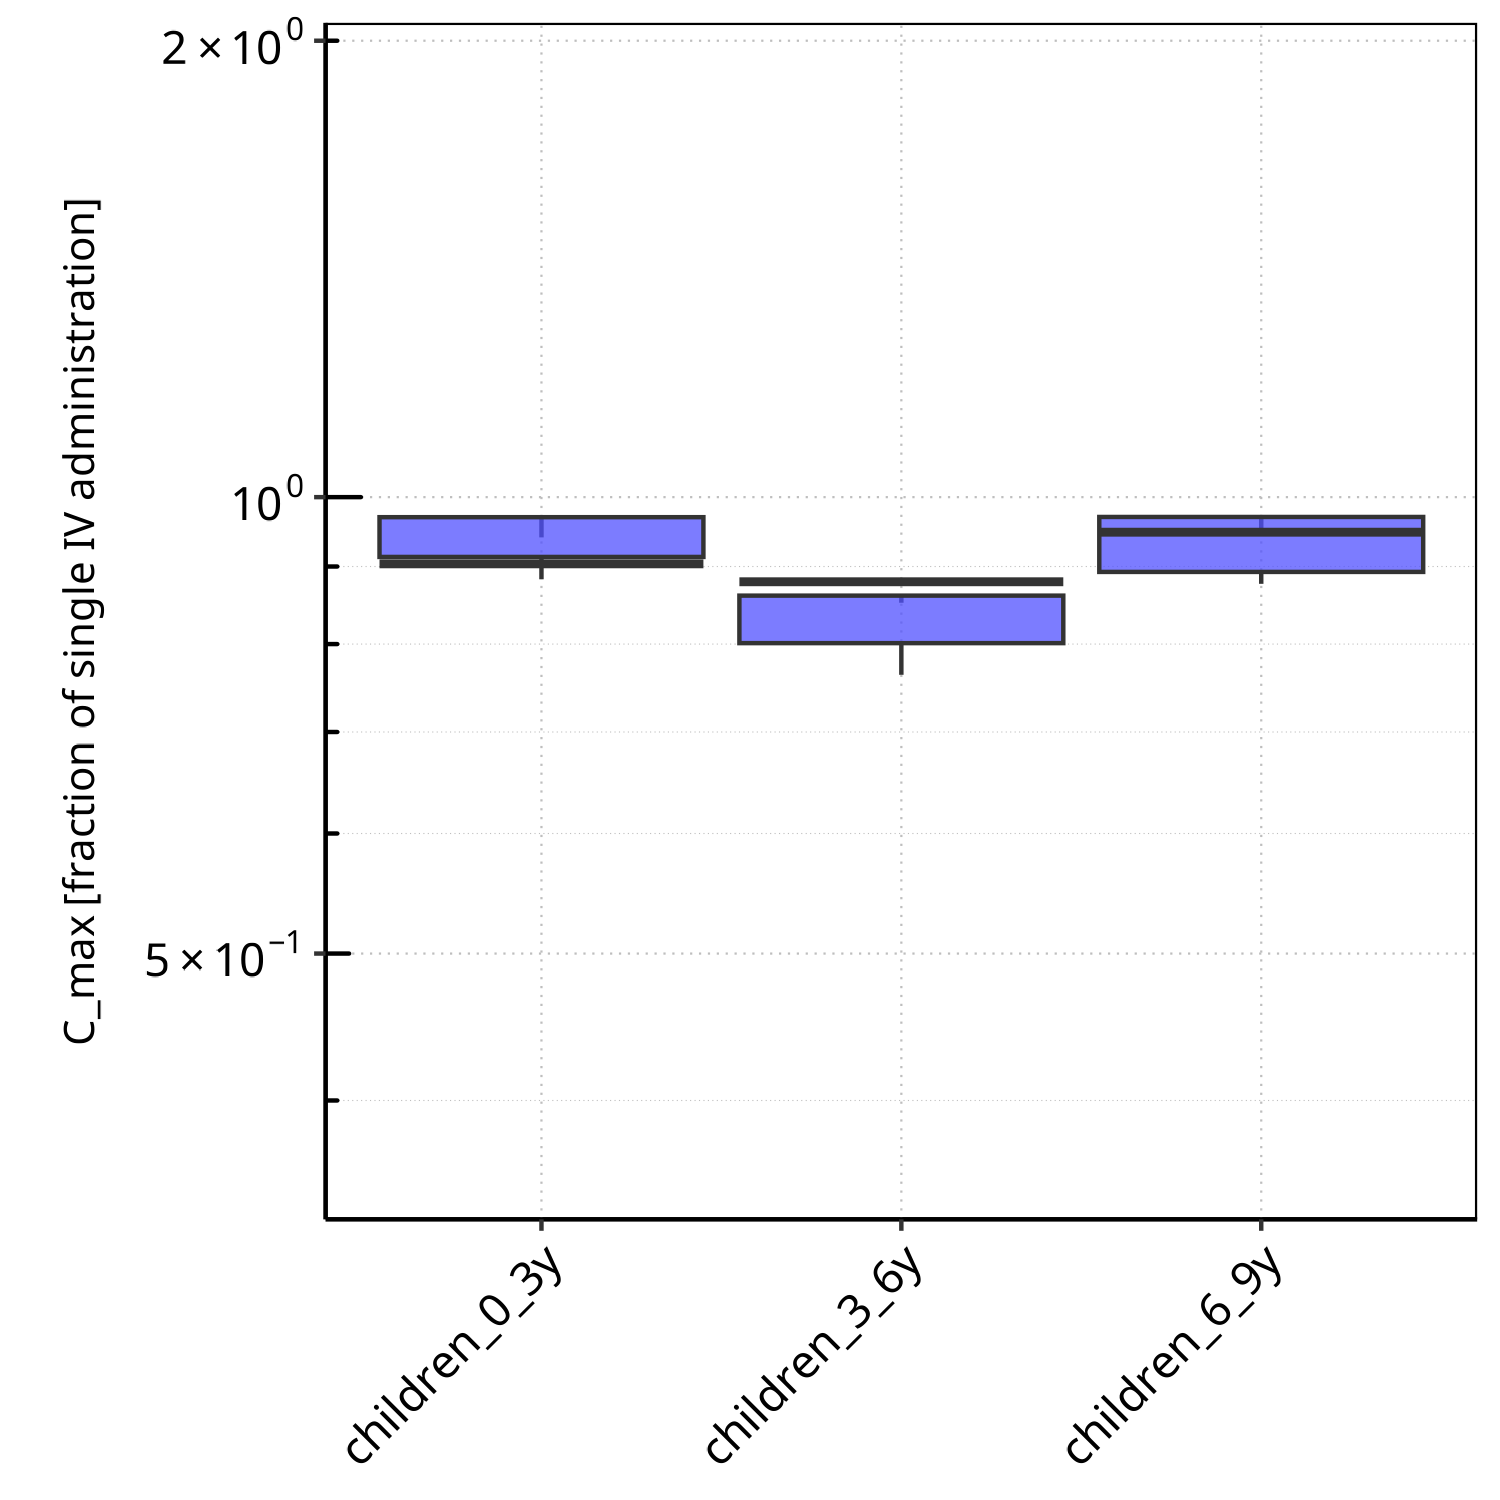 C_max [fraction of single IV administration]
2 × 10⁰
10⁰
5 × 10⁻¹
children_0_3y
children_3_6y
children_6_9y